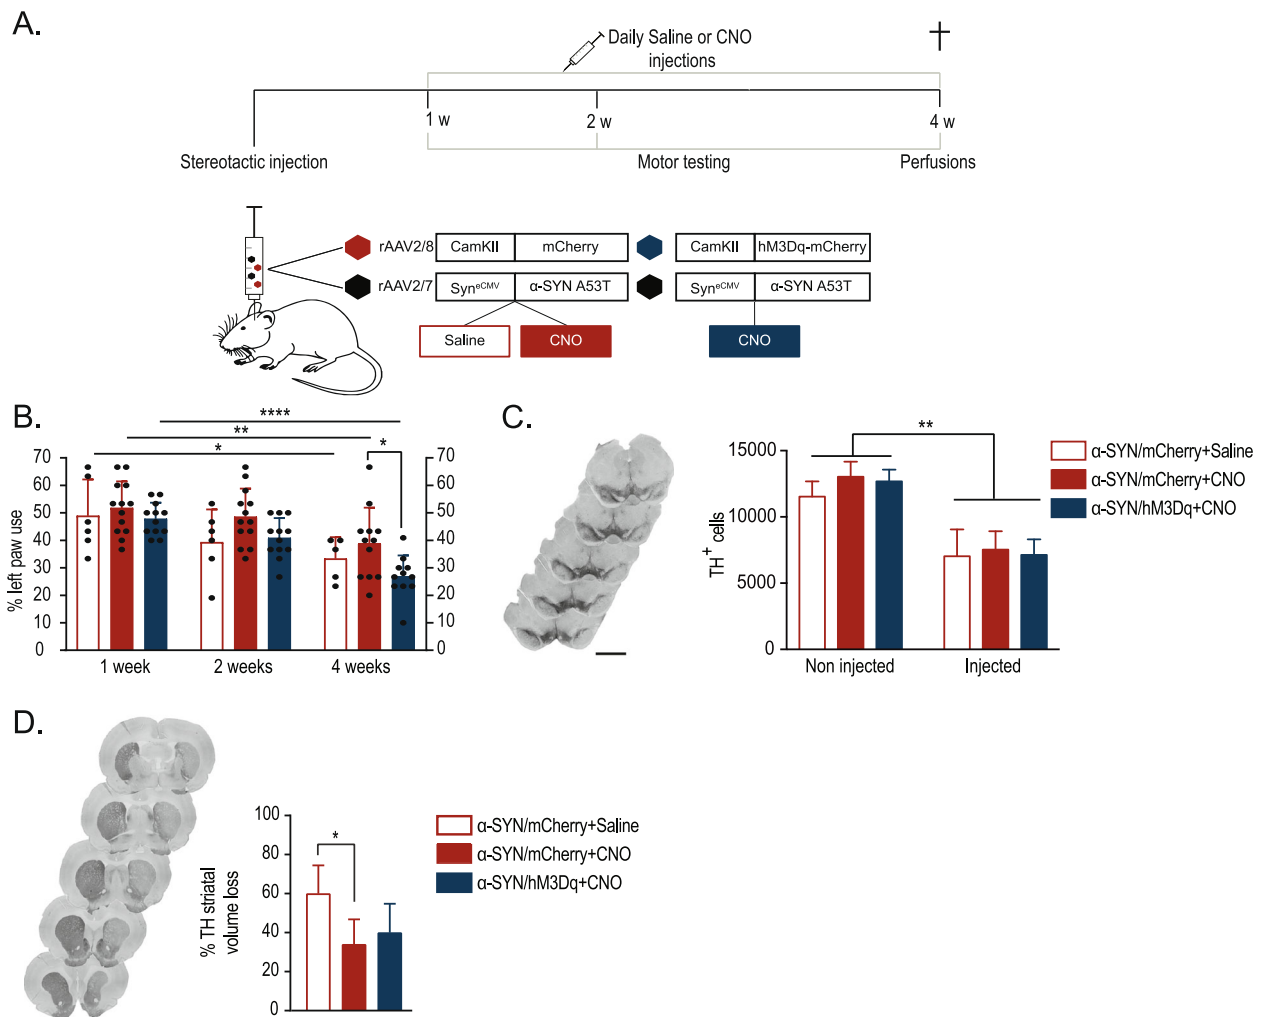 A.
Daily Saline or CNO
injections
1 w
2 w
4 w
Stereotactic injection
Motor testing
Perfusions
rAAV2/8 CamKII mCherry CamKII hM3Dq-mCherry
rAAV2/7 Syn^eCMV α-SYN A53T Syn^eCMV α-SYN A53T
Saline CNO CNO
B.
****
**
*
*
70 60 50 40 30 20 10 0
% left paw use
70 60 50 40 30 20 10 0
1 week 2 weeks 4 weeks
C.
**
15000
10000
5000
0
TH+ cells
Non injected Injected
α-SYN/mCherry+Saline
α-SYN/mCherry+CNO
α-SYN/hM3Dq+CNO
D.
*
100
80
60
40
20
0
% TH striatal
volume loss
α-SYN/mCherry+Saline
α-SYN/mCherry+CNO
α-SYN/hM3Dq+CNO